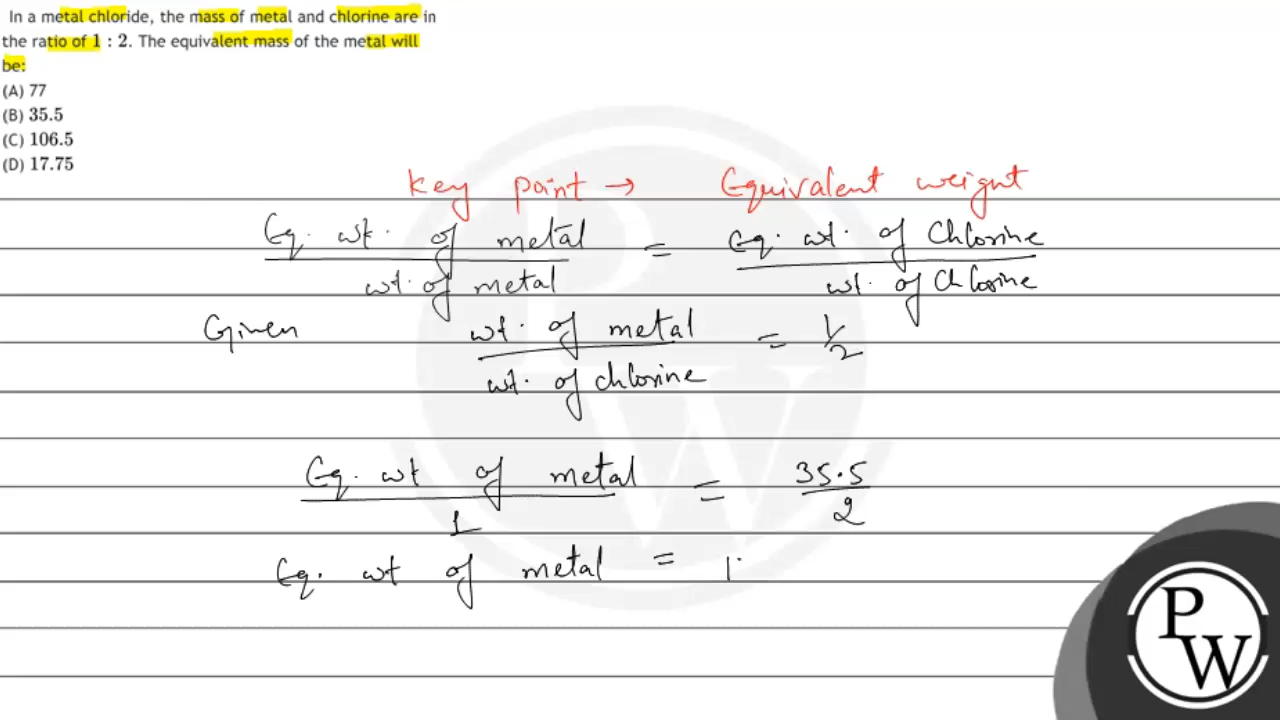 In a metal chloride, the mass of metal and chlorine are in
the ratio of 1 : 2. The equivalent mass of the metal will
be:
(A) 77
(B) 35.5
(C) 106.5
(D) 17.75
Key point → Equivalent weight
Eq. wt. of metal / wt. of metal = Eq. wt. of Chlorine / wt. of Chlorine
Given wt. of metal / wt. of chlorine = 1/2
Eq. wt of metal / 1 = 35.5 / 2
Eq. wt of metal =
PW